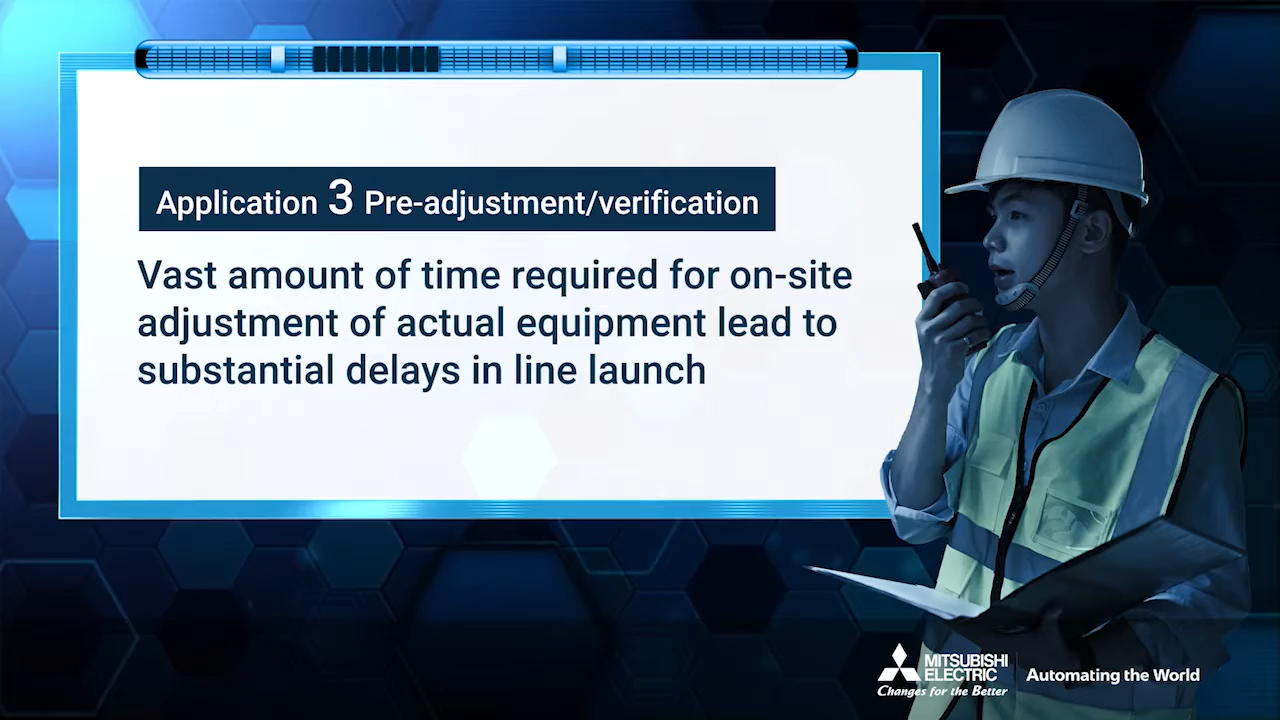 Application 3 Pre-adjustment/verification
Vast amount of time required for on-site
adjustment of actual equipment lead to
substantial delays in line launch
MITSUBISHI
ELECTRIC
Changes for the Better
Automating the World